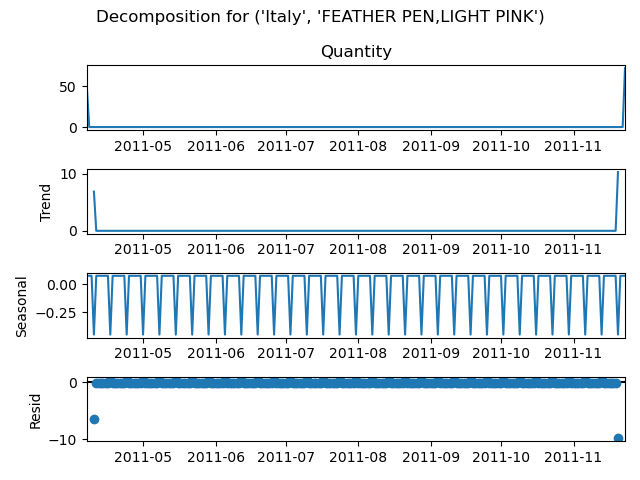 Decomposition for ('Italy', 'FEATHER PEN,LIGHT PINK')
Quantity
50
0
2011-05 2011-06 2011-07 2011-08 2011-09 2011-10 2011-11
Trend
10
0
2011-05 2011-06 2011-07 2011-08 2011-09 2011-10 2011-11
Seasonal
0.00
−0.25
2011-05 2011-06 2011-07 2011-08 2011-09 2011-10 2011-11
Resid
0
−10
2011-05 2011-06 2011-07 2011-08 2011-09 2011-10 2011-11